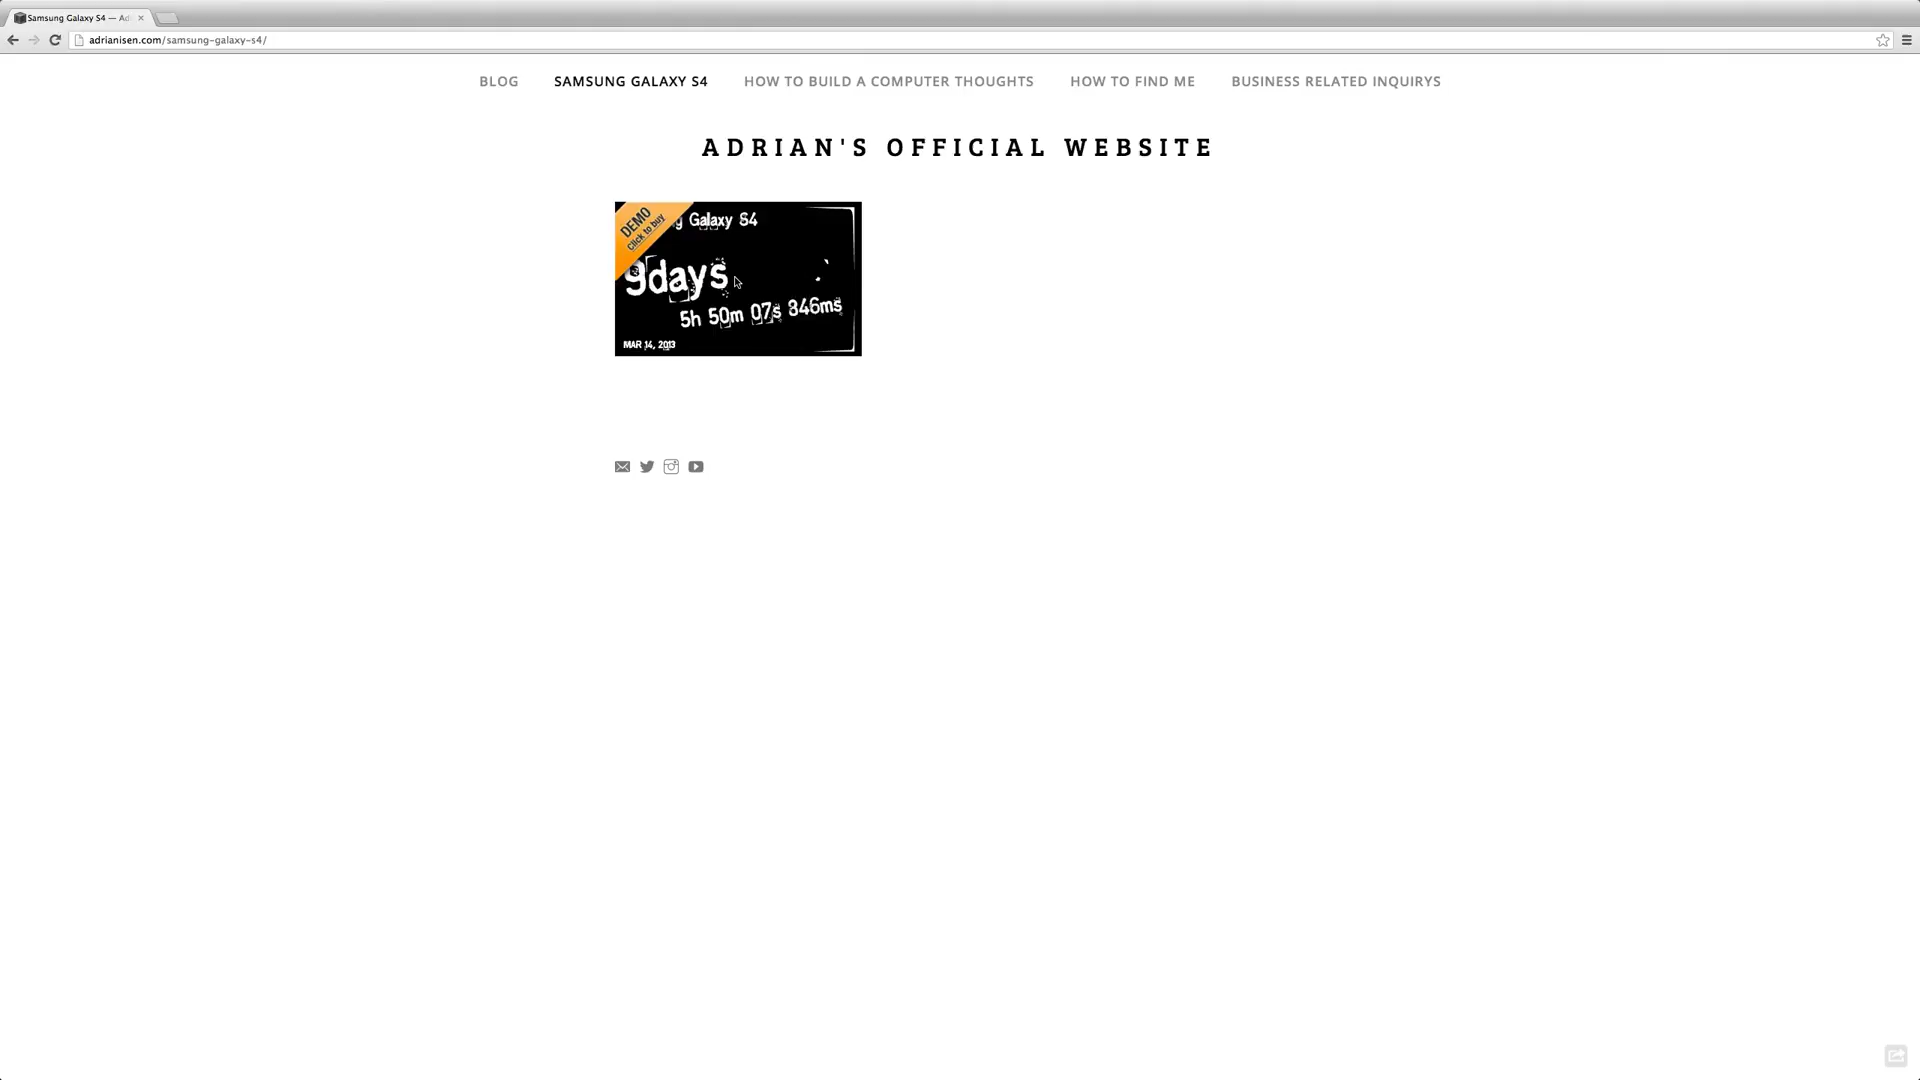 Samsung Galaxy S4 — Ad
adrianisen.com/samsung-galaxy-s4/
BLOG SAMSUNG GALAXY S4 HOW TO BUILD A COMPUTER THOUGHTS HOW TO FIND ME BUSINESS RELATED INQUIRYS
ADRIAN'S OFFICIAL WEBSITE
DEMO
Click to buy
g Galaxy S4
9days
5h 50m 07s 346ms
MAR 14, 2013